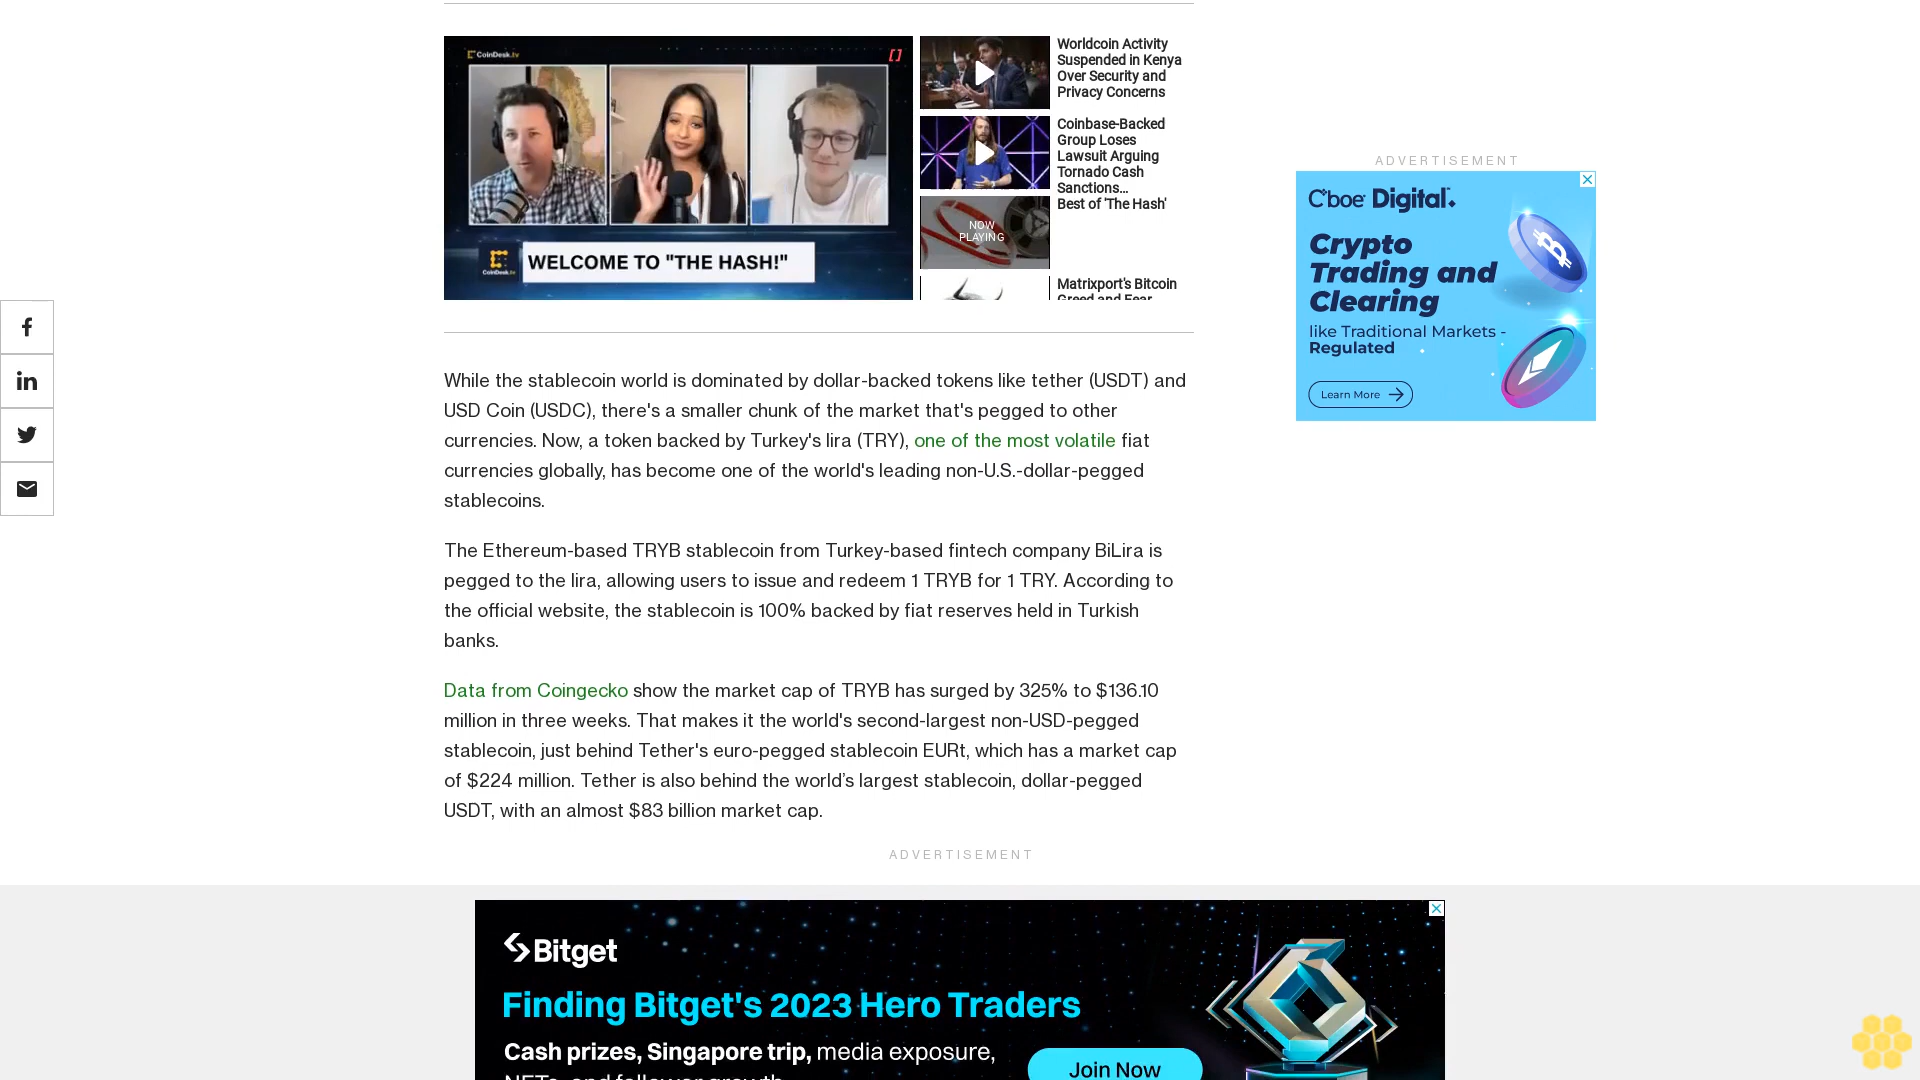 CoinDesk.tv
WELCOME TO "THE HASH!"
CoinDesk.tv
Worldcoin Activity
Suspended in Kenya
Over Security and
Privacy Concerns
Coinbase-Backed
Group Loses
Lawsuit Arguing
Tornado Cash
Sanctions...
NOW
PLAYING
Best of 'The Hash'
Matrixport's Bitcoin
Greed and Fear
ADVERTISEMENT
Cboe Digital
Crypto
Trading and
Clearing
like Traditional Markets -
Regulated
Learn More
While the stablecoin world is dominated by dollar-backed tokens like tether (USDT) and
USD Coin (USDC), there's a smaller chunk of the market that's pegged to other
currencies. Now, a token backed by Turkey's lira (TRY), one of the most volatile fiat
currencies globally, has become one of the world's leading non-U.S.-dollar-pegged
stablecoins.
The Ethereum-based TRYB stablecoin from Turkey-based fintech company BiLira is
pegged to the lira, allowing users to issue and redeem 1 TRYB for 1 TRY. According to
the official website, the stablecoin is 100% backed by fiat reserves held in Turkish
banks.
Data from Coingecko show the market cap of TRYB has surged by 325% to $136.10
million in three weeks. That makes it the world's second-largest non-USD-pegged
stablecoin, just behind Tether's euro-pegged stablecoin EURt, which has a market cap
of $224 million. Tether is also behind the world’s largest stablecoin, dollar-pegged
USDT, with an almost $83 billion market cap.
ADVERTISEMENT
Bitget
Finding Bitget's 2023 Hero Traders
Cash prizes, Singapore trip, media exposure,
NFTs, and follower growth
Join Now